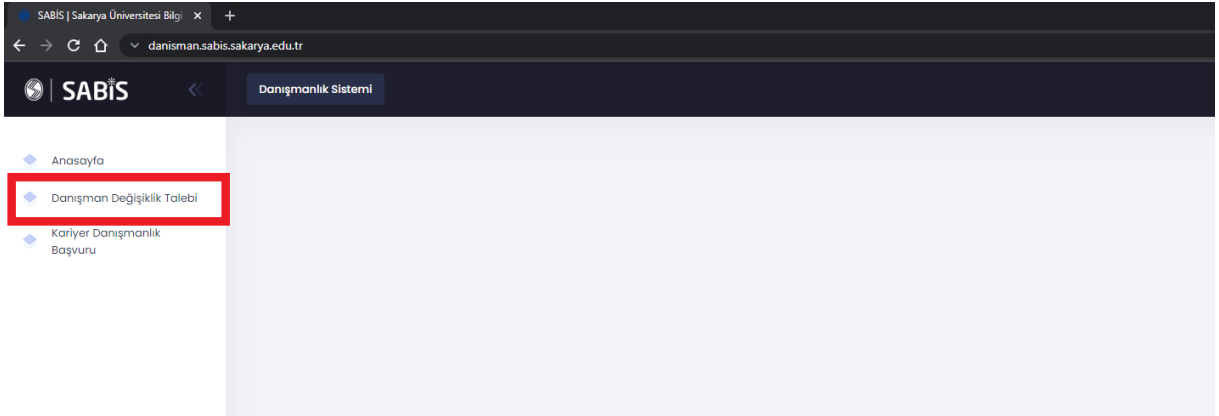 SABİS | Sakarya Üniversitesi Bilgi
danisman.sabis.sakarya.edu.tr
SABİS
Danışmanlık Sistemi
Anasayfa
Danışman Değişiklik Talebi
Kariyer Danışmanlık
Başvuru